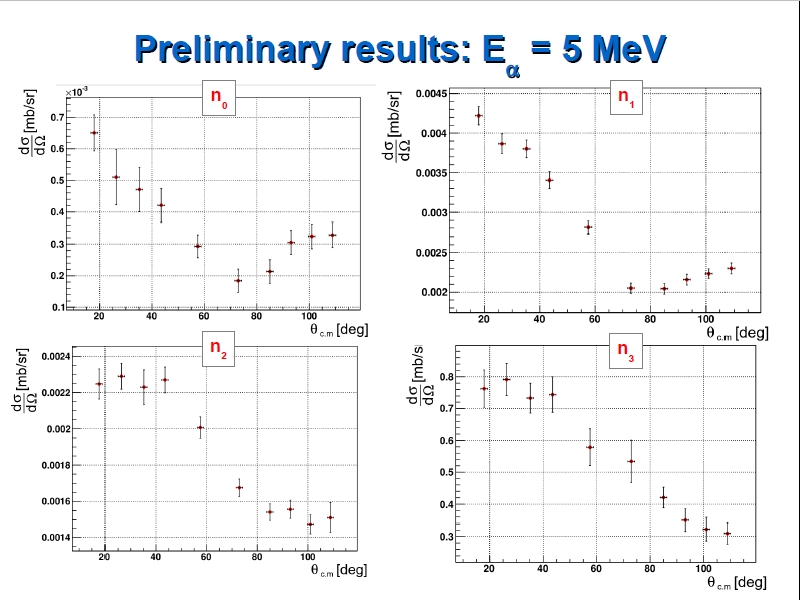 Preliminary results: Eα = 5 MeV
×10⁻³
n₀
dσ/dΩ [mb/sr]
0.7
0.6
0.5
0.4
0.3
0.2
0.1
20 40 60 80 100
θ c.m [deg]
n₁
dσ/dΩ [mb/sr]
0.0045
0.004
0.0035
0.003
0.0025
0.002
20 40 60 80 100
θ c.m [deg]
n₂
dσ/dΩ [mb/sr]
0.0024
0.0022
0.002
0.0018
0.0016
0.0014
20 40 60 80 100
θ c.m [deg]
n₃
dσ/dΩ [mb/s
0.8
0.7
0.6
0.5
0.4
0.3
20 40 60 80 100
θ c.m [deg]